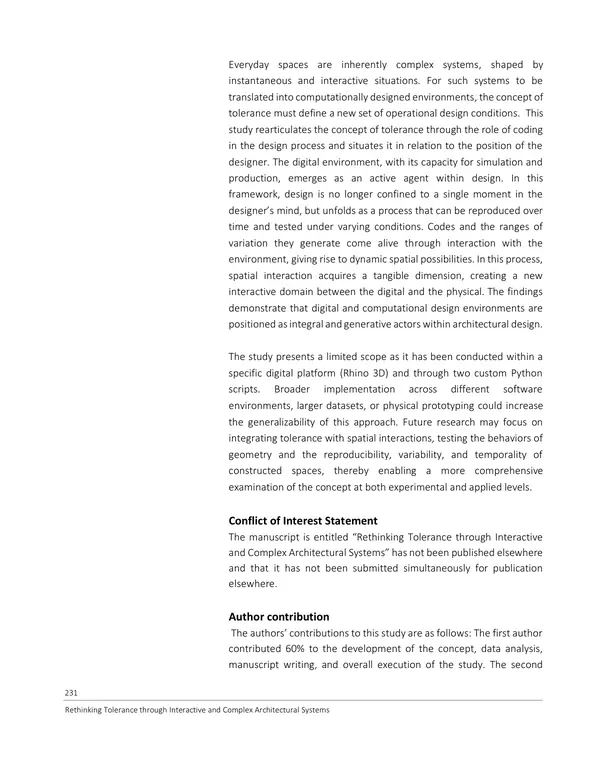 Everyday spaces are inherently complex systems, shaped by
instantaneous and interactive situations. For such systems to be
translated into computationally designed environments, the concept of
tolerance must define a new set of operational design conditions.  This
study rearticulates the concept of tolerance through the role of coding
in the design process and situates it in relation to the position of the
designer. The digital environment, with its capacity for simulation and
production, emerges as an active agent within design. In this
framework, design is no longer confined to a single moment in the
designer’s mind, but unfolds as a process that can be reproduced over
time and tested under varying conditions. Codes and the ranges of
variation they generate come alive through interaction with the
environment, giving rise to dynamic spatial possibilities. In this process,
spatial interaction acquires a tangible dimension, creating a new
interactive domain between the digital and the physical. The findings
demonstrate that digital and computational design environments are
positioned as integral and generative actors within architectural design.

The study presents a limited scope as it has been conducted within a
specific digital platform (Rhino 3D) and through two custom Python
scripts. Broader implementation across different software
environments, larger datasets, or physical prototyping could increase
the generalizability of this approach. Future research may focus on
integrating tolerance with spatial interactions, testing the behaviors of
geometry and the reproducibility, variability, and temporality of
constructed spaces, thereby enabling a more comprehensive
examination of the concept at both experimental and applied levels.

Conflict of Interest Statement
The manuscript is entitled “Rethinking Tolerance through Interactive
and Complex Architectural Systems” has not been published elsewhere
and that it has not been submitted simultaneously for publication
elsewhere.

Author contribution
The authors’ contributions to this study are as follows: The first author
contributed 60% to the development of the concept, data analysis,
manuscript writing, and overall execution of the study. The second
231
Rethinking Tolerance through Interactive and Complex Architectural Systems